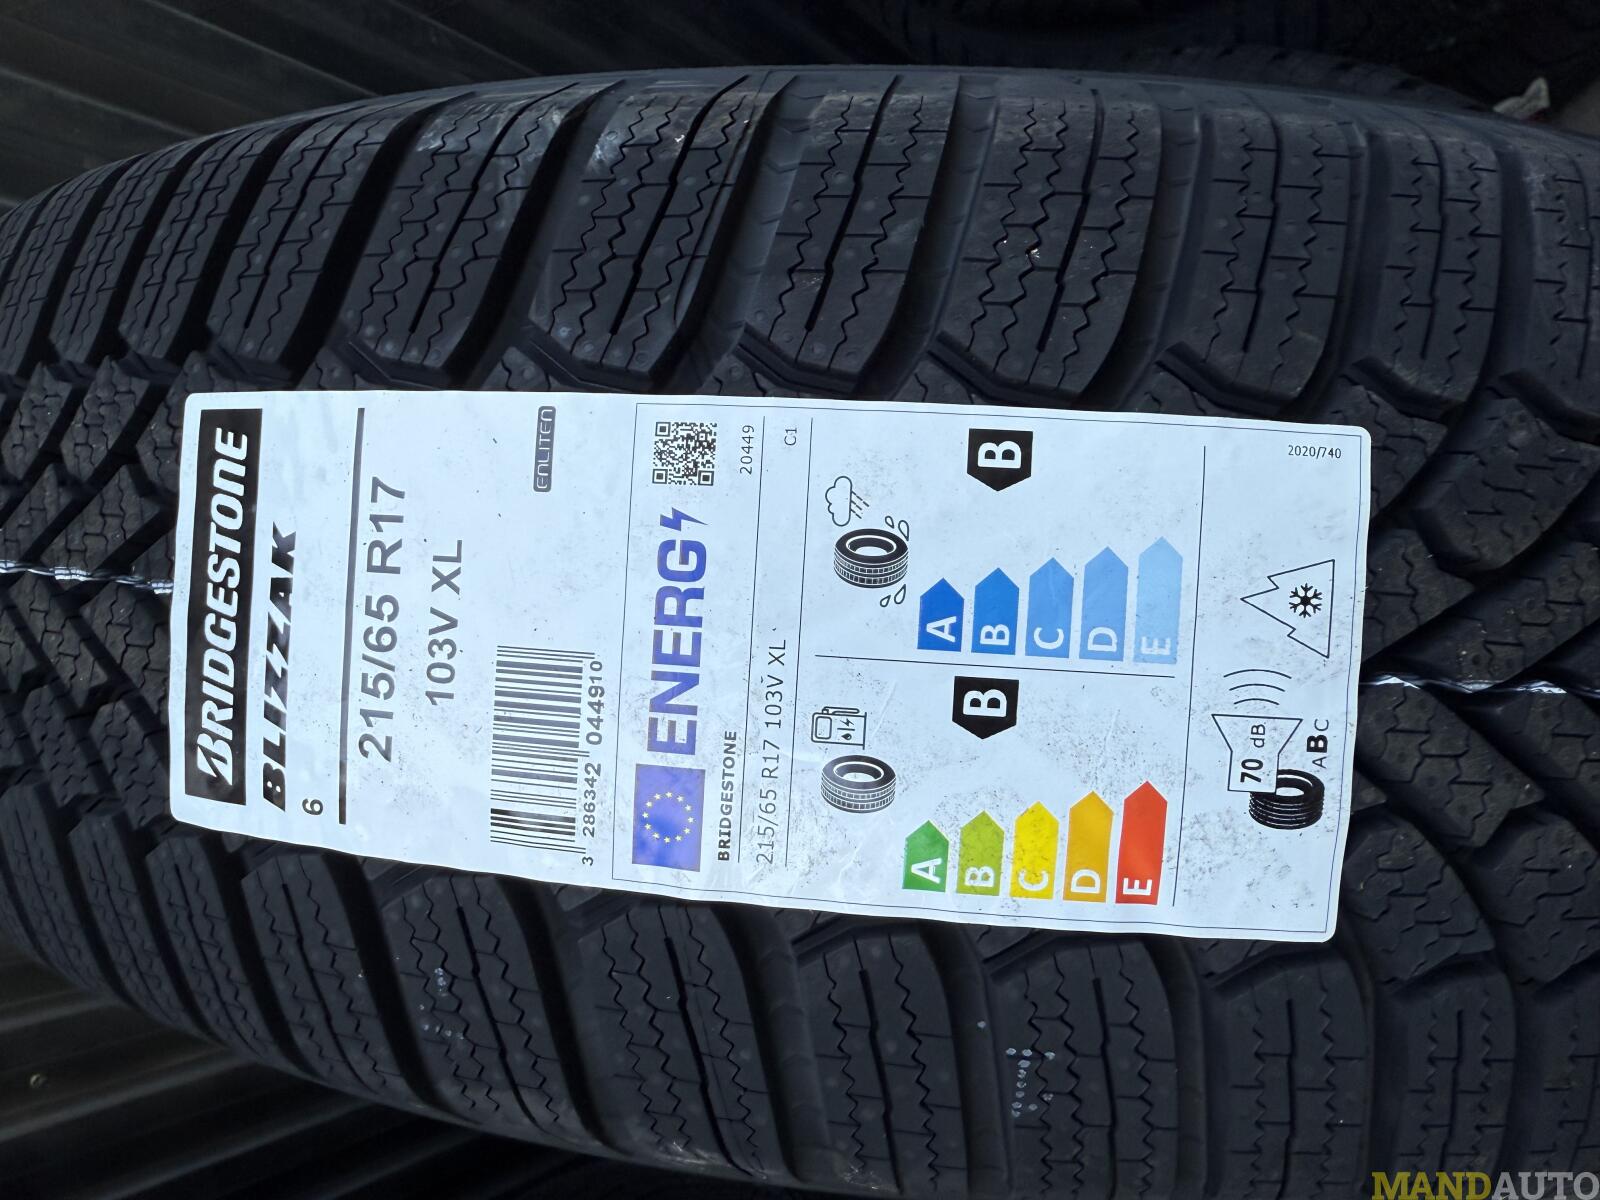 BRIDGESTONE
BLIZZAK
6
215/65 R17
103V XL
ENLITEN
3 286342 044910
ENERG
BRIDGESTONE
20449
215/65 R17 103V XL
C1
A
B
C
D
E
B
A
B
C
D
E
B
70 dB
ABC
2020/740
MANDAUTO